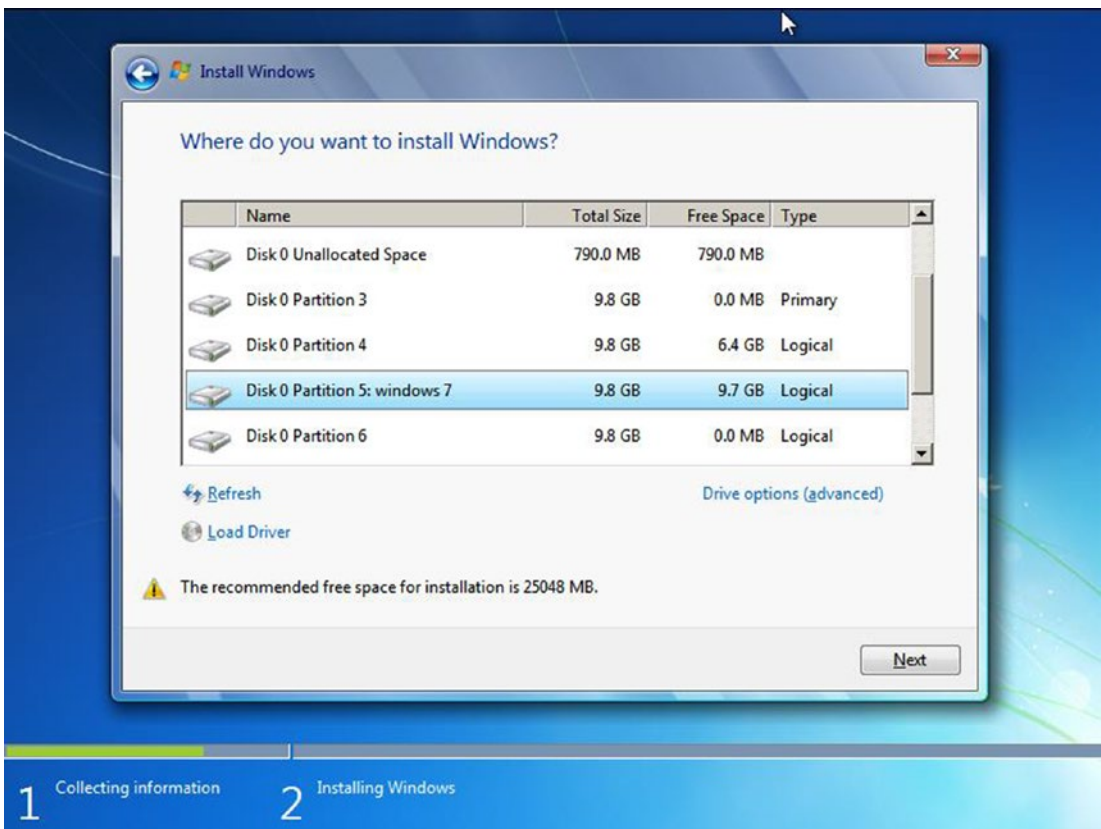 Install Windows
Where do you want to install Windows?
Name Total Size Free Space Type
Disk 0 Unallocated Space 790.0 MB 790.0 MB
Disk 0 Partition 3 9.8 GB 0.0 MB Primary
Disk 0 Partition 4 9.8 GB 6.4 GB Logical
Disk 0 Partition 5: windows 7 9.8 GB 9.7 GB Logical
Disk 0 Partition 6 9.8 GB 0.0 MB Logical
Refresh Drive options (advanced)
Load Driver
The recommended free space for installation is 25048 MB.
Next
1 Collecting information 2 Installing Windows